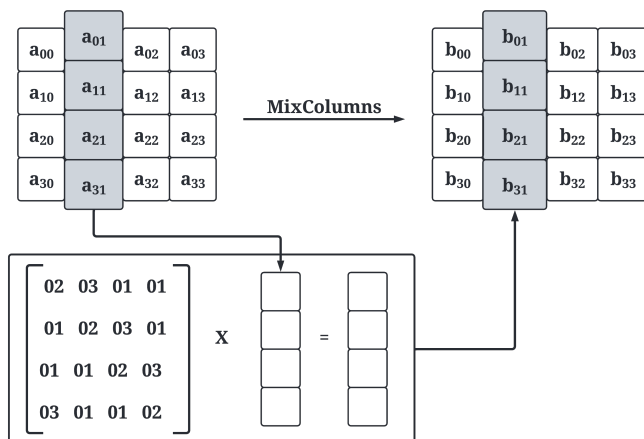 a00 a01 a02 a03
a10 a11 a12 a13
a20 a21 a22 a23
a30 a31 a32 a33
MixColumns
b00 b01 b02 b03
b10 b11 b12 b13
b20 b21 b22 b23
b30 b31 b32 b33
02 03 01 01
01 02 03 01
01 01 02 03
03 01 01 02
X
=